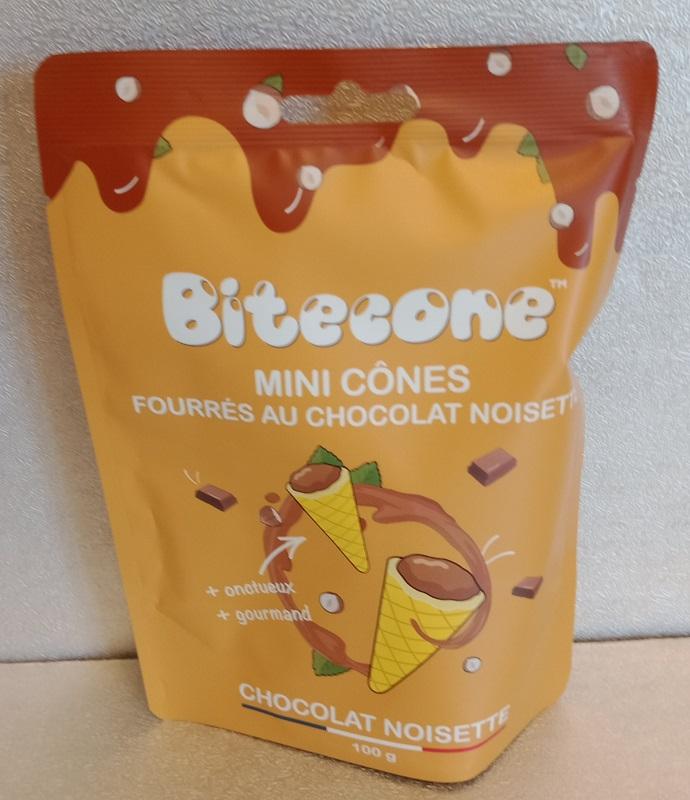 Bitecone™
MINI CÔNES
FOURRÉS AU CHOCOLAT NOISETT
+ onctueux
+ gourmand
CHOCOLAT NOISETTE
100 g